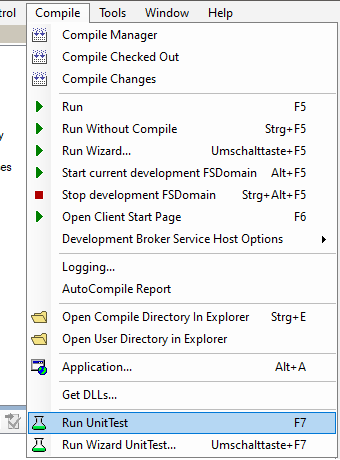 trol Compile Tools Window Help
Compile Manager
Compile Checked Out
Compile Changes
Run F5
Run Without Compile Strg+F5
Run Wizard... Umschalttaste+F5
Start current development FSDomain Alt+F5
Stop development FSDomain Strg+Alt+F5
Open Client Start Page F6
Development Broker Service Host Options
Logging...
AutoCompile Report
Open Compile Directory In Explorer Strg+E
Open User Directory in Explorer
Application... Alt+A
Get DLLs...
Run UnitTest F7
Run Wizard UnitTest... Umschalttaste+F7